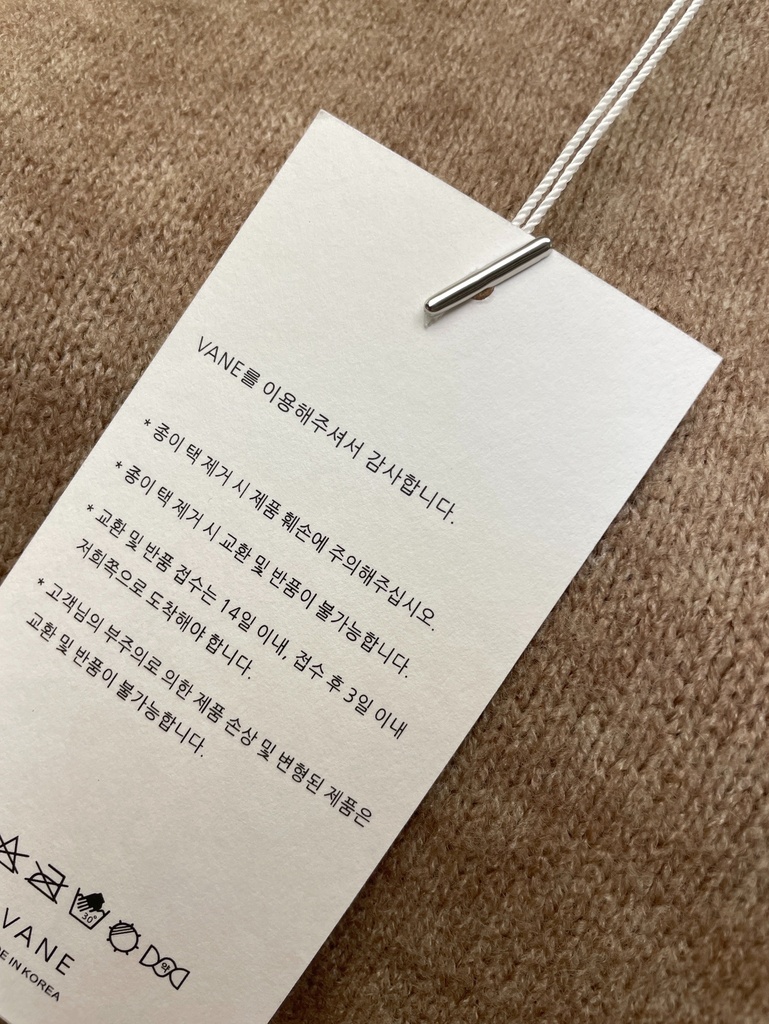 VANE를 이용해주셔서 감사합니다.
* 종이 택 제거 시 제품 훼손에 주의해주십시오.
* 종이 택 제거 시 교환 및 반품이 불가능합니다.
* 교환 및 반품 접수는 14일 이내, 접수 후 3일 이내
저희쪽으로 도착해야 합니다.
* 고객님의 부주의로 의한 제품 손상 및 변형된 제품은
교환 및 반품이 불가능합니다.
30°
약
VANE
DE IN KOREA